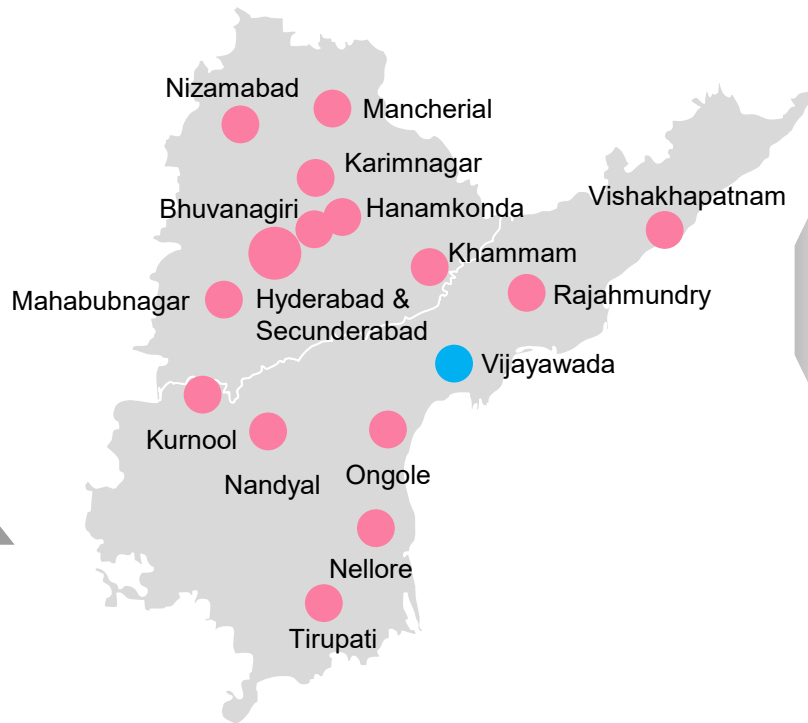 Nizamabad
Mancherial
Karimnagar
Vishakhapatnam
Bhuvanagiri
Hanamkonda
Khammam
Mahabubnagar
Hyderabad &
Secunderabad
Rajahmundry
Vijayawada
Kurnool
Nandyal
Ongole
Nellore
Tirupati